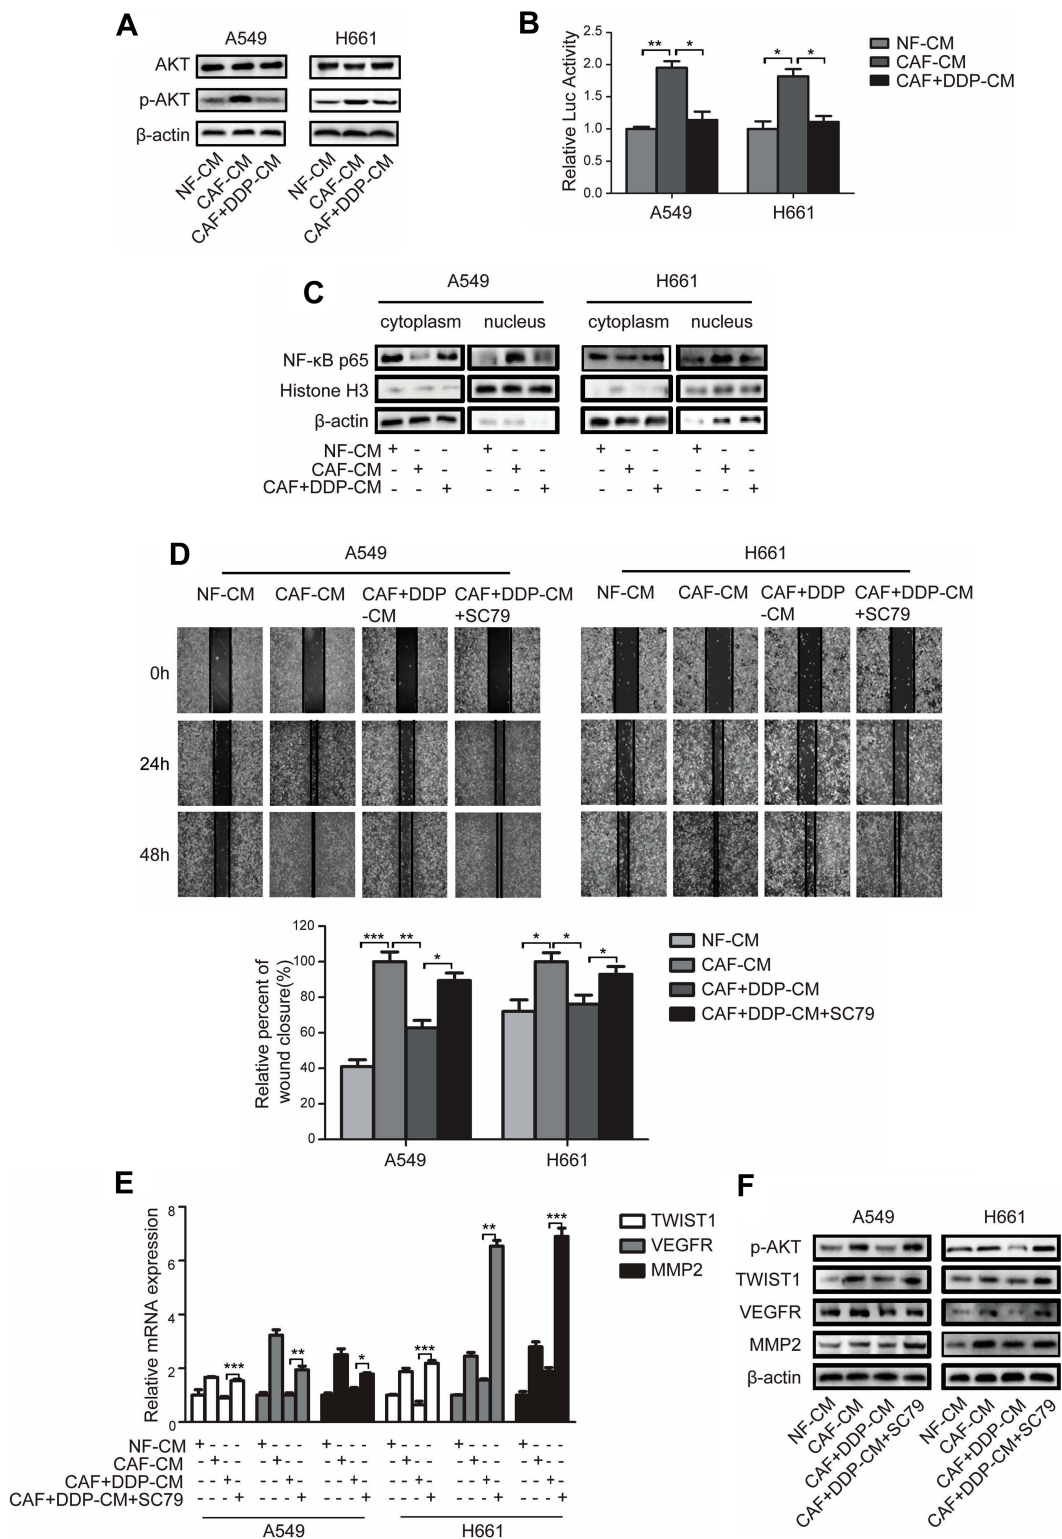 A
A549 H661
AKT
p-AKT
β-actin
NF-CM CAF-CM CAF+DDP-CM NF-CM CAF-CM CAF+DDP-CM
B
Relative Luc Activity
2.5
2.0
1.5
1.0
0.5
0.0
** * * *
A549 H661
NF-CM
CAF-CM
CAF+DDP-CM
C
A549 H661
cytoplasm nucleus cytoplasm nucleus
NF-κB p65
Histone H3
β-actin
NF-CM + - - + - - + - - + - -
CAF-CM - + - - + - - + - - + -
CAF+DDP-CM - - + - - + - - + - - +
D
A549 H661
NF-CM CAF-CM CAF+DDP CAF+DDP-CM NF-CM CAF-CM CAF+DDP CAF+DDP-CM
-CM +SC79 -CM +SC79
0h
24h
48h
Relative percent of
wound closure(%)
120
100
80
60
40
20
0
*** ** * * * *
A549 H661
NF-CM
CAF-CM
CAF+DDP-CM
CAF+DDP-CM+SC79
E
Relative mRNA expression
8
6
4
2
0
*** ** * *** ** ***
TWIST1
VEGFR
MMP2
NF-CM + - - - + - - - + - - - + - - - + - - - + - - -
CAF-CM - + - - - + - - - + - - - + - - - + - - - + - -
CAF+DDP-CM - - + - - - + - - - + - - - + - - - + - - - + -
CAF+DDP-CM+SC79 - - - + - - - + - - - + - - - + - - - + - - - +
A549 H661
F
A549 H661
p-AKT
TWIST1
VEGFR
MMP2
β-actin
NF-CM CAF-CM CAF+DDP-CM CAF+DDP-CM+SC79 NF-CM CAF-CM CAF+DDP-CM CAF+DDP-CM+SC79